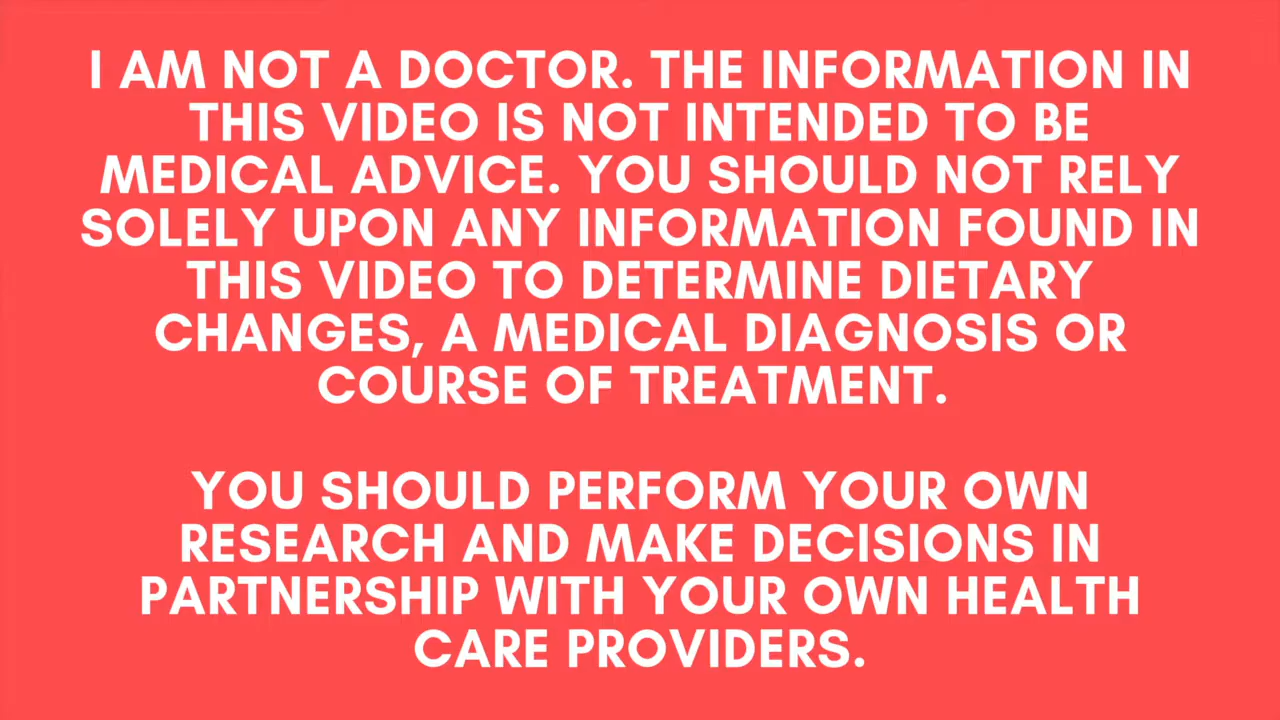 I AM NOT A DOCTOR. THE INFORMATION IN
THIS VIDEO IS NOT INTENDED TO BE
MEDICAL ADVICE. YOU SHOULD NOT RELY
SOLELY UPON ANY INFORMATION FOUND IN
THIS VIDEO TO DETERMINE DIETARY
CHANGES, A MEDICAL DIAGNOSIS OR
COURSE OF TREATMENT.
YOU SHOULD PERFORM YOUR OWN
RESEARCH AND MAKE DECISIONS IN
PARTNERSHIP WITH YOUR OWN HEALTH
CARE PROVIDERS.